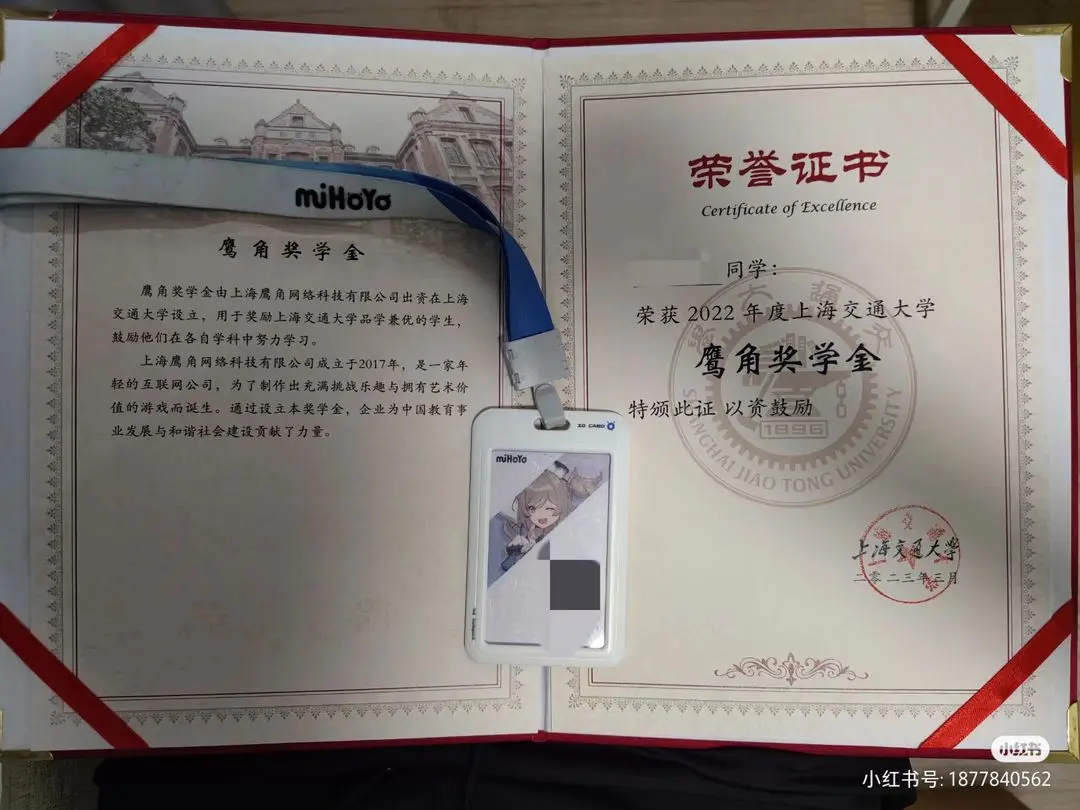 miHoYo
鹰角奖学金
鹰角奖学金由上海鹰角网络科技有限公司出资在上海
交通大学设立，用于奖励上海交通大学品学兼优的学生，
鼓励他们在各自学科中努力学习。
上海鹰角网络科技有限公司成立于2017年，是一家年
轻的互联网公司，为了制作出充满挑战乐趣与拥有艺术价
值的游戏而诞生。通过设立本奖学金，企业为中国教育事
业发展与和谐社会建设贡献了力量。
ID CARD
miHoYo
荣誉证书
Certificate of Excellence
同学：
荣获 2022 年度上海交通大学
鹰角奖学金
特颁此证 以资鼓励
1896
SHANGHAI JIAO TONG UNIVERSITY
上海交通大学
二零二三年三月
小红书
小红书号: 1877840562